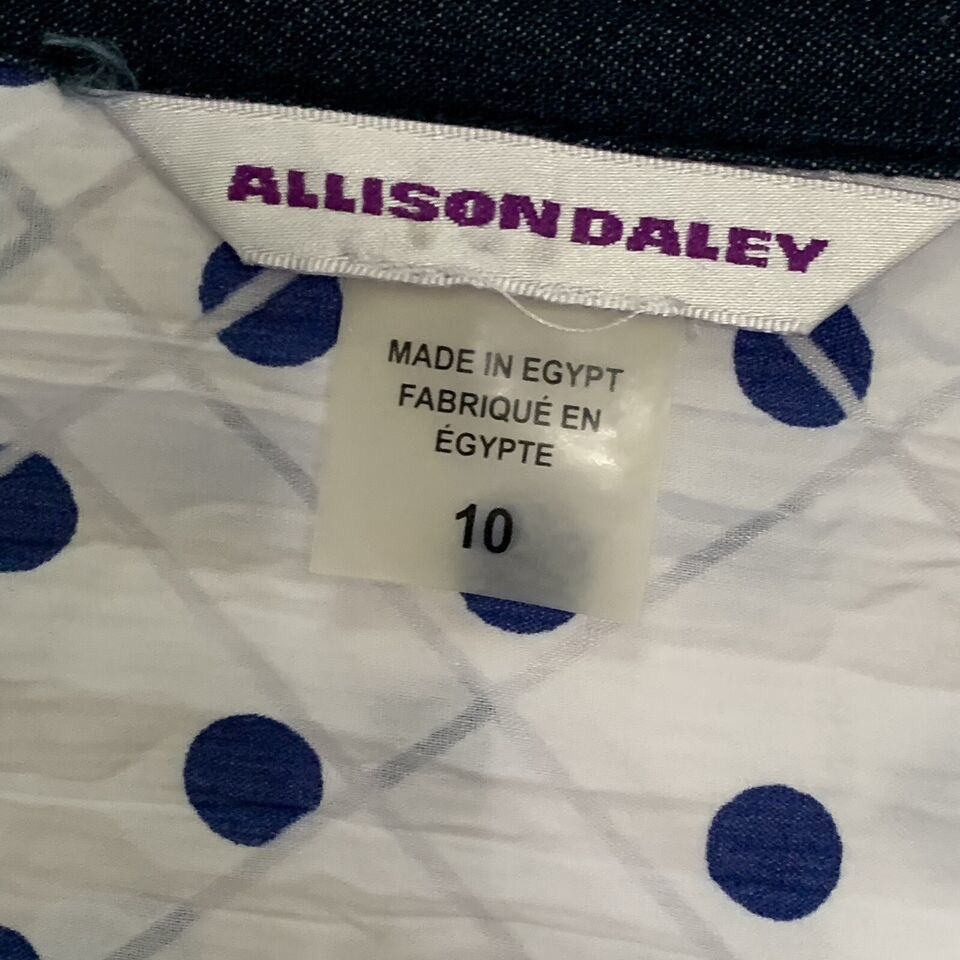 ALLISON DALEY
MADE IN EGYPT
FABRIQUÉ EN
ÉGYPTE
10